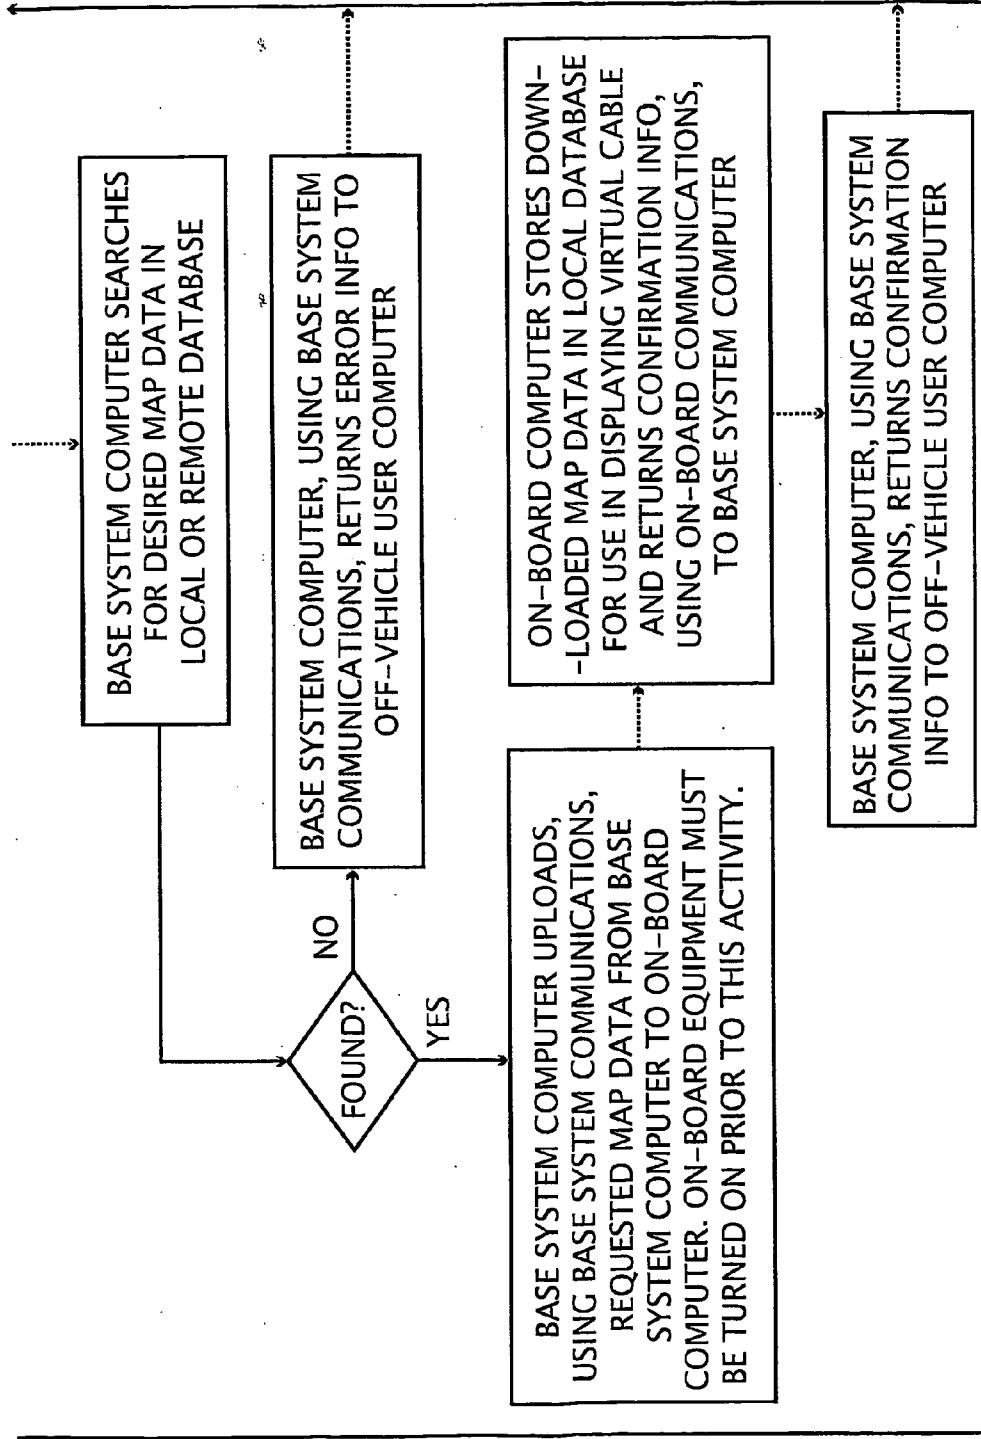 BASE SYSTEM COMPUTER SEARCHES
FOR DESIRED MAP DATA IN
LOCAL OR REMOTE DATABASE
FOUND?
NO
YES
BASE SYSTEM COMPUTER, USING BASE SYSTEM
COMMUNICATIONS, RETURNS ERROR INFO TO
OFF-VEHICLE USER COMPUTER
BASE SYSTEM COMPUTER UPLOADS,
USING BASE SYSTEM COMMUNICATIONS,
REQUESTED MAP DATA FROM BASE
SYSTEM COMPUTER TO ON-BOARD
COMPUTER. ON-BOARD EQUIPMENT MUST
BE TURNED ON PRIOR TO THIS ACTIVITY.
ON-BOARD COMPUTER STORES DOWN-
-LOADED MAP DATA IN LOCAL DATABASE
FOR USE IN DISPLAYING VIRTUAL CABLE
AND RETURNS CONFIRMATION INFO,
USING ON-BOARD COMMUNICATIONS,
TO BASE SYSTEM COMPUTER
BASE SYSTEM COMPUTER, USING BASE SYSTEM
COMMUNICATIONS, RETURNS CONFIRMATION
INFO TO OFF-VEHICLE USER COMPUTER